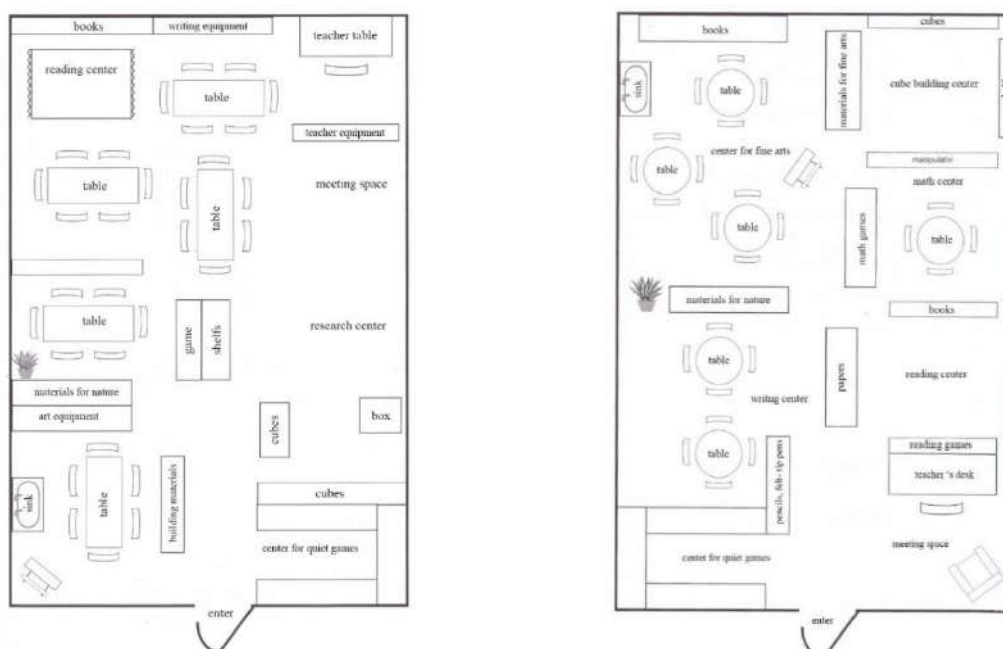 books
writing equipment
teacher table
reading center
table
teacher equipment
table
table
meeting space
table
game
shelfs
research center
materials for nature
art equipment
cubes
box
sink
table
building materials
cubes
center for quiet games
enter
books
cubes
sink
table
materials for fine arts
cube building center
center for fine arts
table
manipulativ
math center
table
math games
table
materials for nature
books
table
papers
reading center
writng center
table
pencils, felt- tip pens
reading games
teacher 's desk
center for quiet games
meeting space
enter